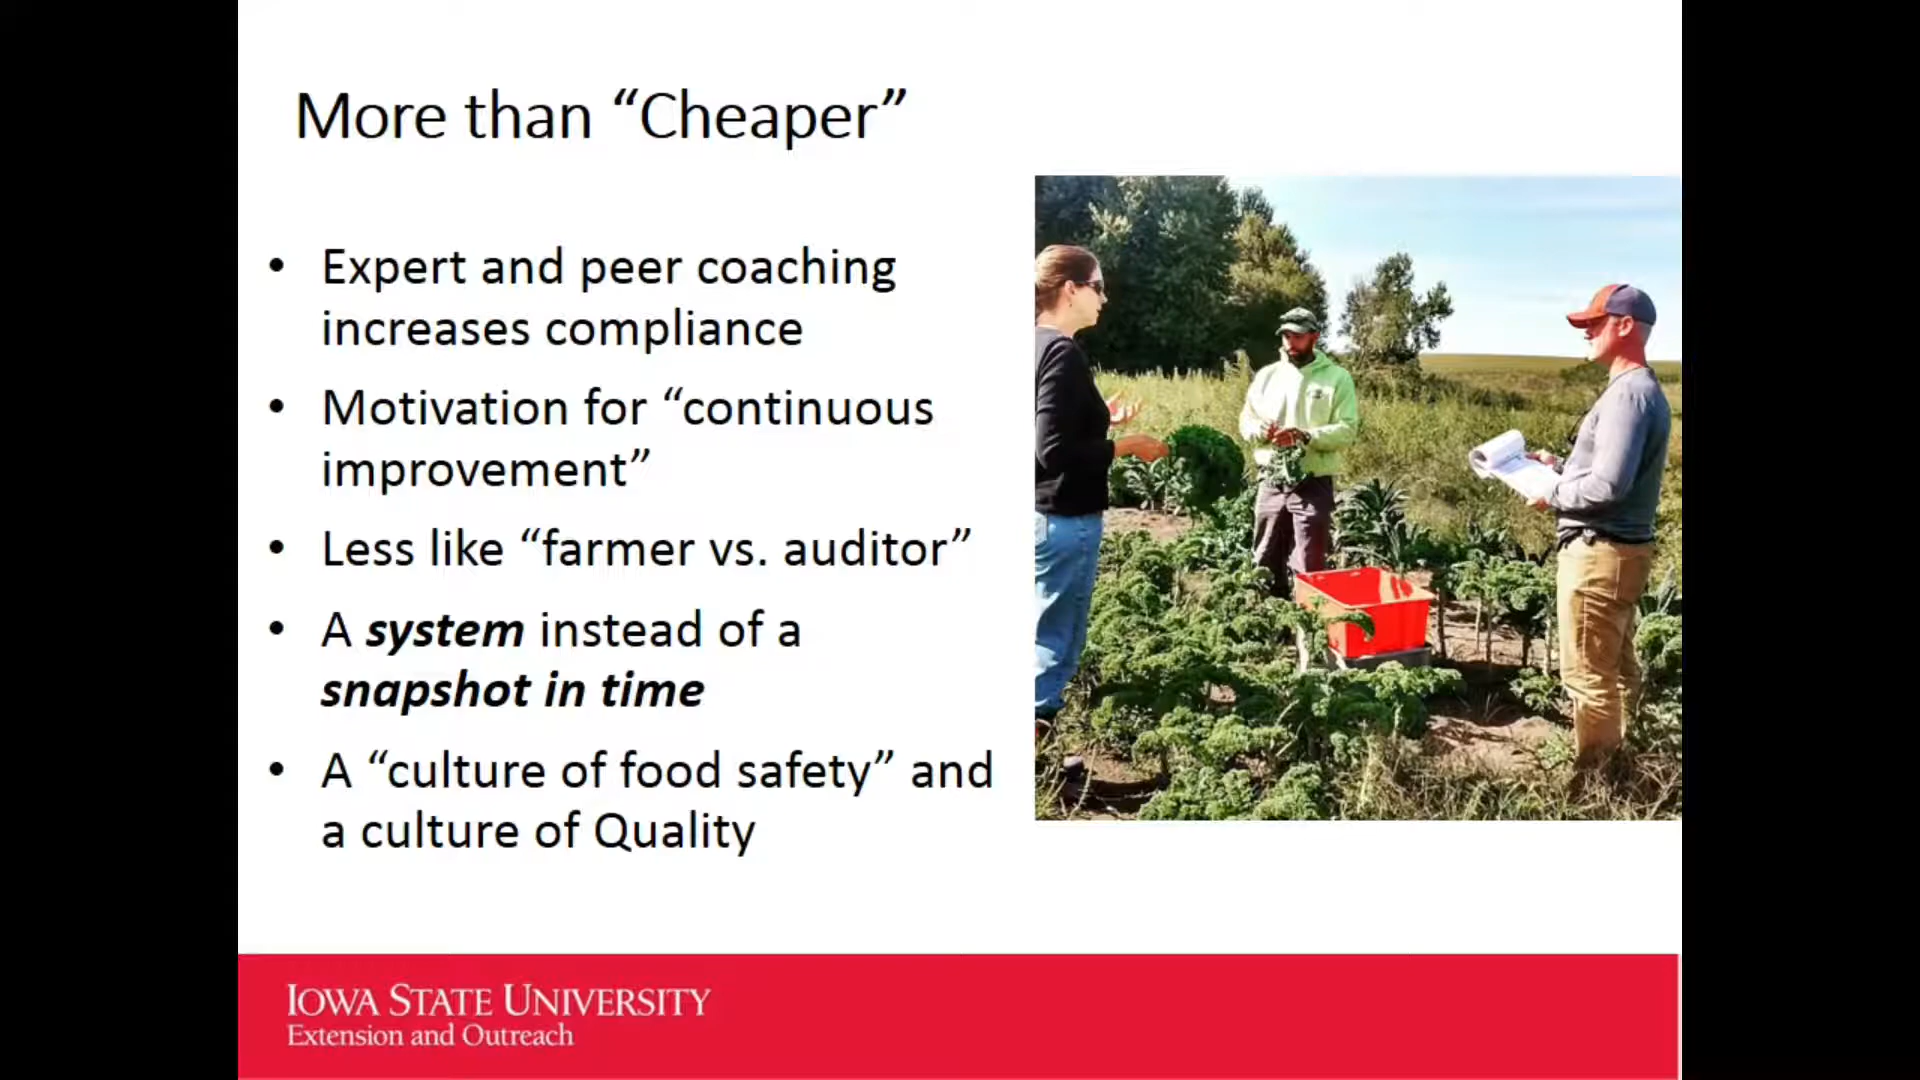 More than “Cheaper”
• Expert and peer coaching
increases compliance
• Motivation for “continuous
improvement”
• Less like “farmer vs. auditor”
• A system instead of a
snapshot in time
• A “culture of food safety” and
a culture of Quality
IOWA STATE UNIVERSITY
Extension and Outreach